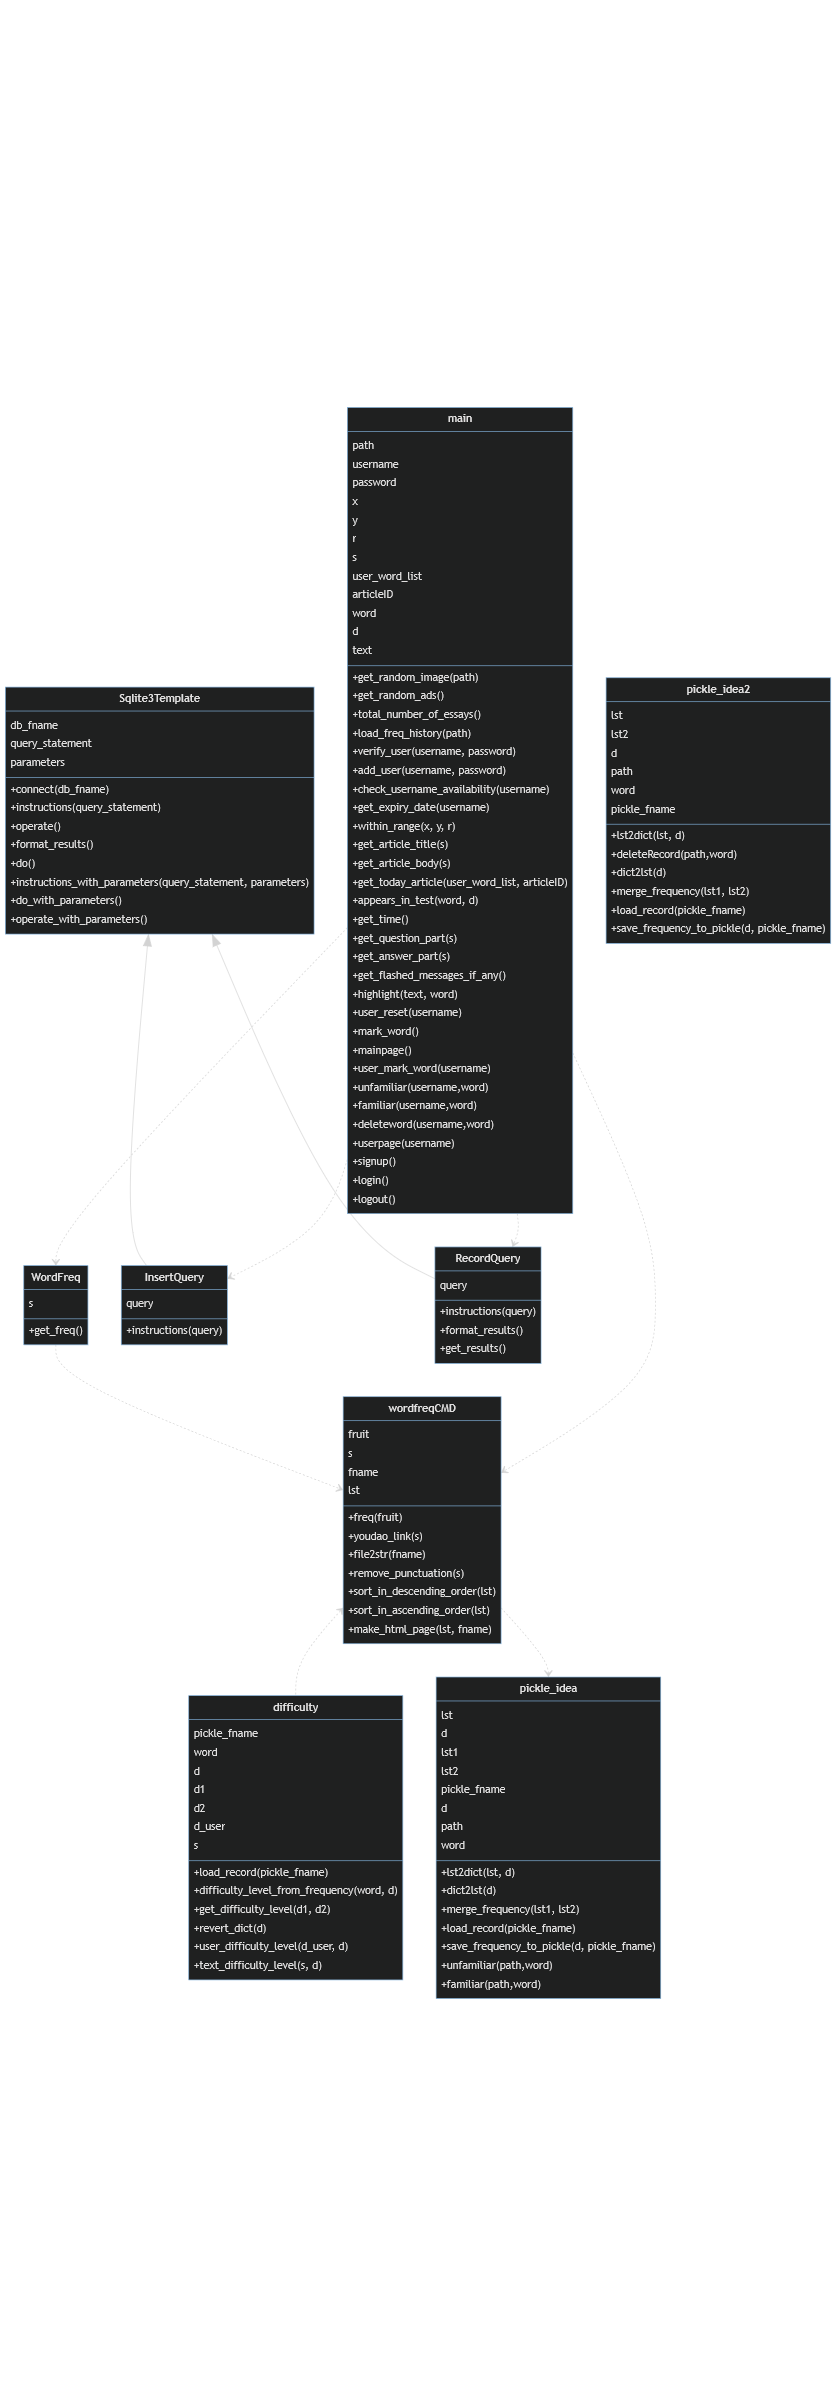 main
path
username
password
x
y
r
s
user_word_list
articleID
word
d
text
+get_random_image(path)
+get_random_ads()
+total_number_of_essays()
+load_freq_history(path)
+verify_user(username, password)
+add_user(username, password)
+check_username_availability(username)
+get_expiry_date(username)
+within_range(x, y, r)
+get_article_title(s)
+get_article_body(s)
+get_today_article(user_word_list, articleID)
+appears_in_test(word, d)
+get_time()
+get_question_part(s)
+get_answer_part(s)
+get_flashed_messages_if_any()
+highlight(text, word)
+user_reset(username)
+mark_word()
+mainpage()
+user_mark_word(username)
+unfamiliar(username,word)
+familiar(username,word)
+deleteword(username,word)
+userpage(username)
+signup()
+login()
+logout()
Sqlite3Template
db_fname
query_statement
parameters
+connect(db_fname)
+instructions(query_statement)
+operate()
+format_results()
+do()
+instructions_with_parameters(query_statement, parameters)
+do_with_parameters()
+operate_with_parameters()
pickle_idea2
lst
lst2
d
path
word
pickle_fname
+lst2dict(lst, d)
+deleteRecord(path,word)
+dict2lst(d)
+merge_frequency(lst1, lst2)
+load_record(pickle_fname)
+save_frequency_to_pickle(d, pickle_fname)
WordFreq
s
+get_freq()
InsertQuery
query
+instructions(query)
RecordQuery
query
+instructions(query)
+format_results()
+get_results()
wordfreqCMD
fruit
s
fname
lst
+freq(fruit)
+youdao_link(s)
+file2str(fname)
+remove_punctuation(s)
+sort_in_descending_order(lst)
+sort_in_ascending_order(lst)
+make_html_page(lst, fname)
difficulty
pickle_fname
word
d
d1
d2
d_user
s
+load_record(pickle_fname)
+difficulty_level_from_frequency(word, d)
+get_difficulty_level(d1, d2)
+revert_dict(d)
+user_difficulty_level(d_user, d)
+text_difficulty_level(s, d)
pickle_idea
lst
d
lst1
lst2
pickle_fname
d
path
word
+lst2dict(lst, d)
+dict2lst(d)
+merge_frequency(lst1, lst2)
+load_record(pickle_fname)
+save_frequency_to_pickle(d, pickle_fname)
+unfamiliar(path,word)
+familiar(path,word)